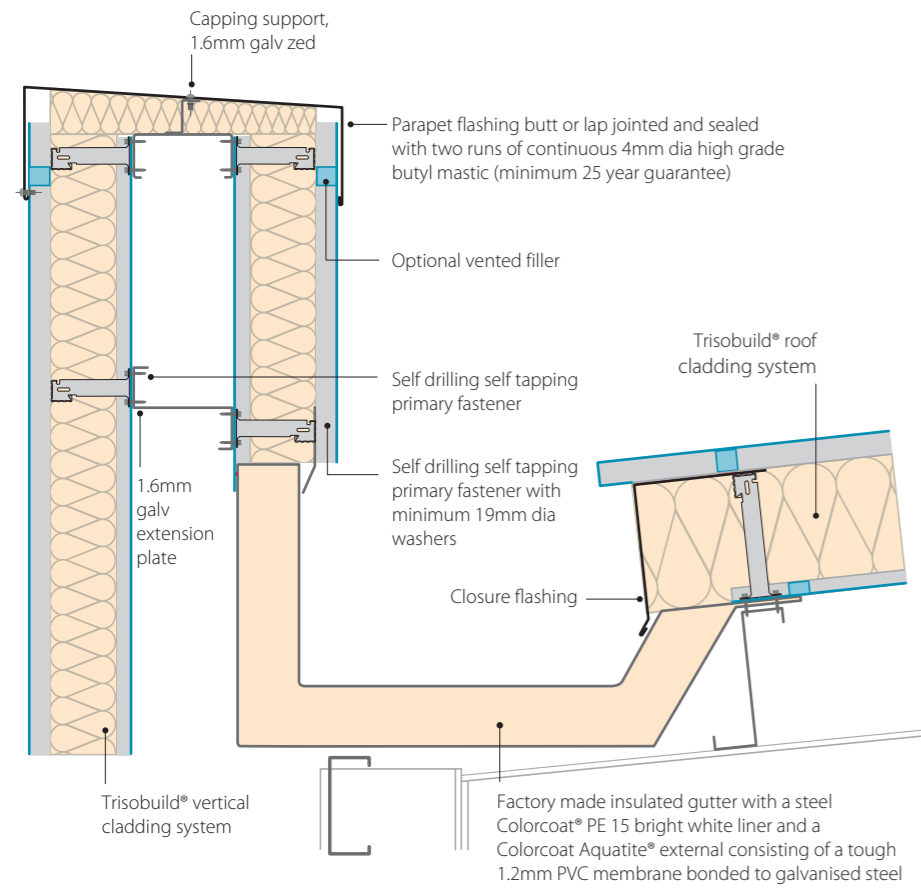 Capping support,
1.6mm galv zed
Parapet flashing butt or lap jointed and sealed
with two runs of continuous 4mm dia high grade
butyl mastic (minimum 25 year guarantee)
Optional vented filler
Trisobuild® roof
cladding system
Self drilling self tapping
primary fastener
Self drilling self tapping
primary fastener with
minimum 19mm dia
washers
1.6mm
galv
extension
plate
Closure flashing
Trisobuild® vertical
cladding system
Factory made insulated gutter with a steel
Colorcoat® PE 15 bright white liner and a
Colorcoat Aquatite® external consisting of a tough
1.2mm PVC membrane bonded to galvanised steel